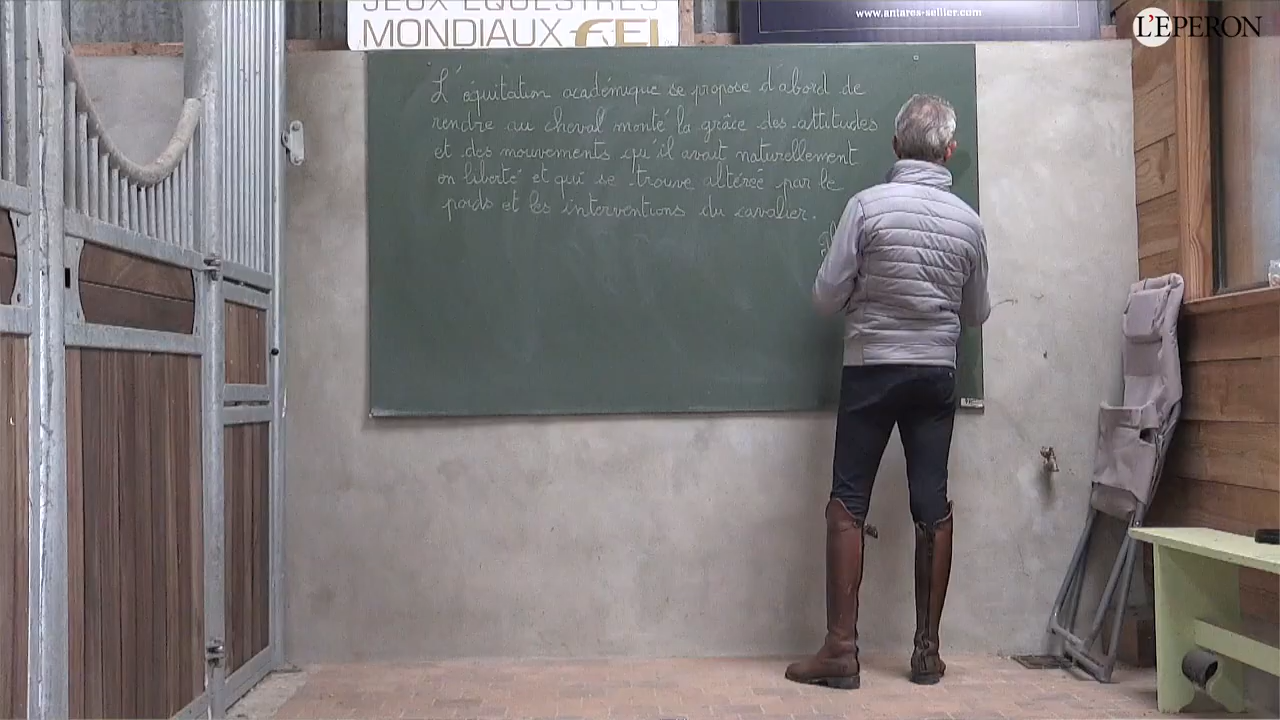 JEUX EQUESTRES
MONDIAUX FEI
www.antares-sellier.com
L'EPERON
L'équitation académique se propose d'abord de
rendre au cheval monté la grâce des attitudes
et des mouvements qu'il avait naturellement
en liberté et qui se trouve altérée par le
poids et les interventions du cavalier.